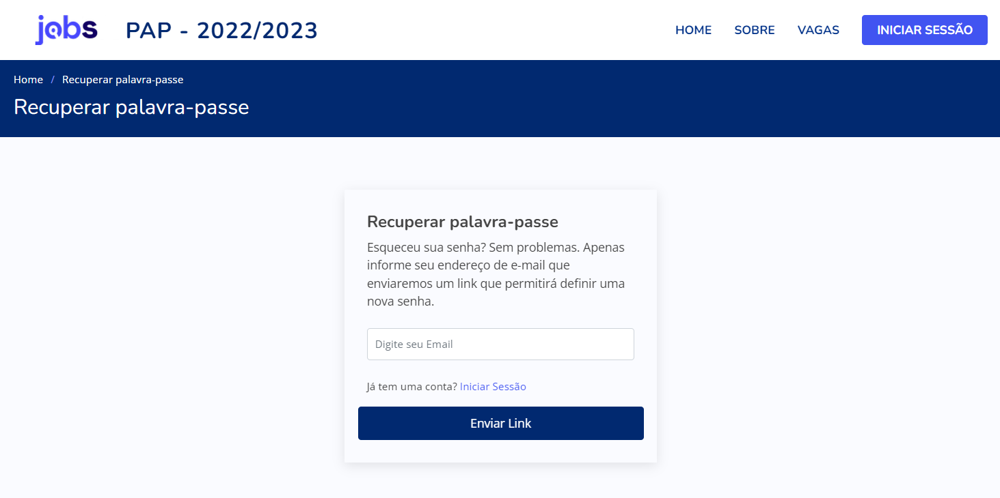 jobs PAP - 2022/2023 HOME SOBRE VAGAS INICIAR SESSÃO
Home / Recuperar palavra-passe
Recuperar palavra-passe
Recuperar palavra-passe
Esqueceu sua senha? Sem problemas. Apenas
informe seu endereço de e-mail que
enviaremos um link que permitirá definir uma
nova senha.
Digite seu Email
Já tem uma conta? Iniciar Sessão
Enviar Link